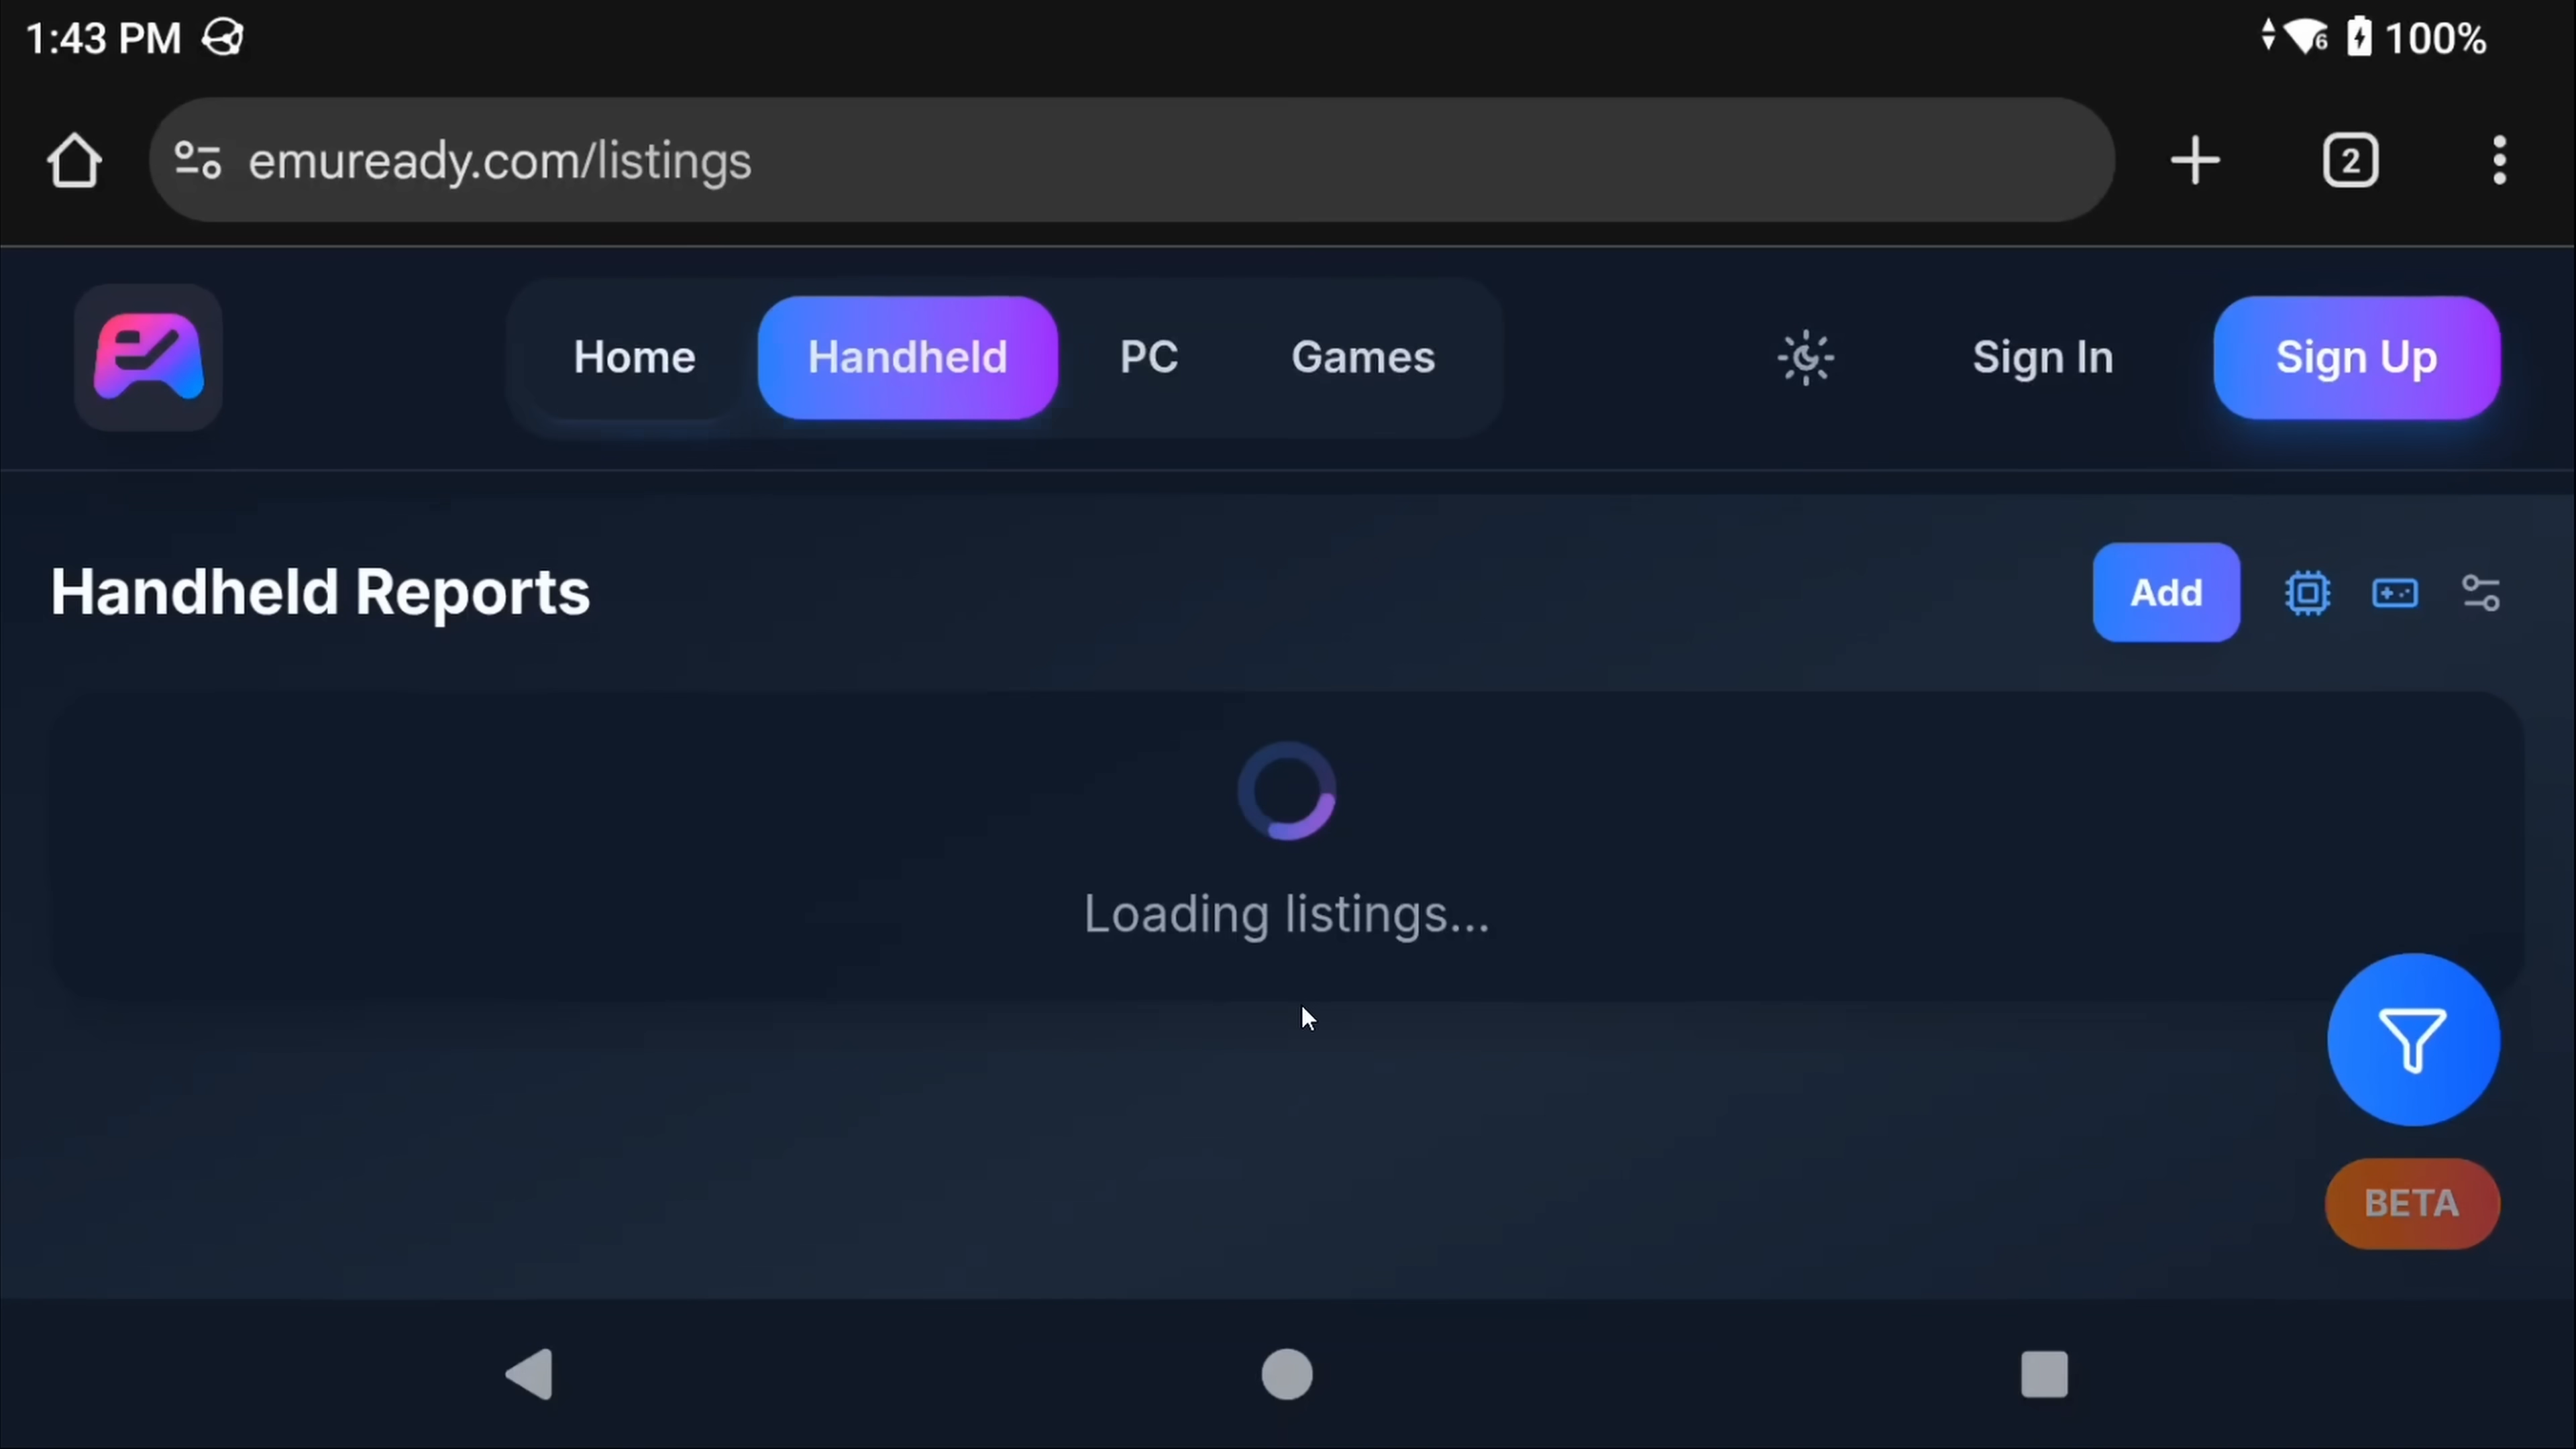 1:43 PM
6 100%
emuready.com/listings
2
Home Handheld PC Games
Sign In Sign Up
Handheld Reports
Add
Loading listings...
BETA